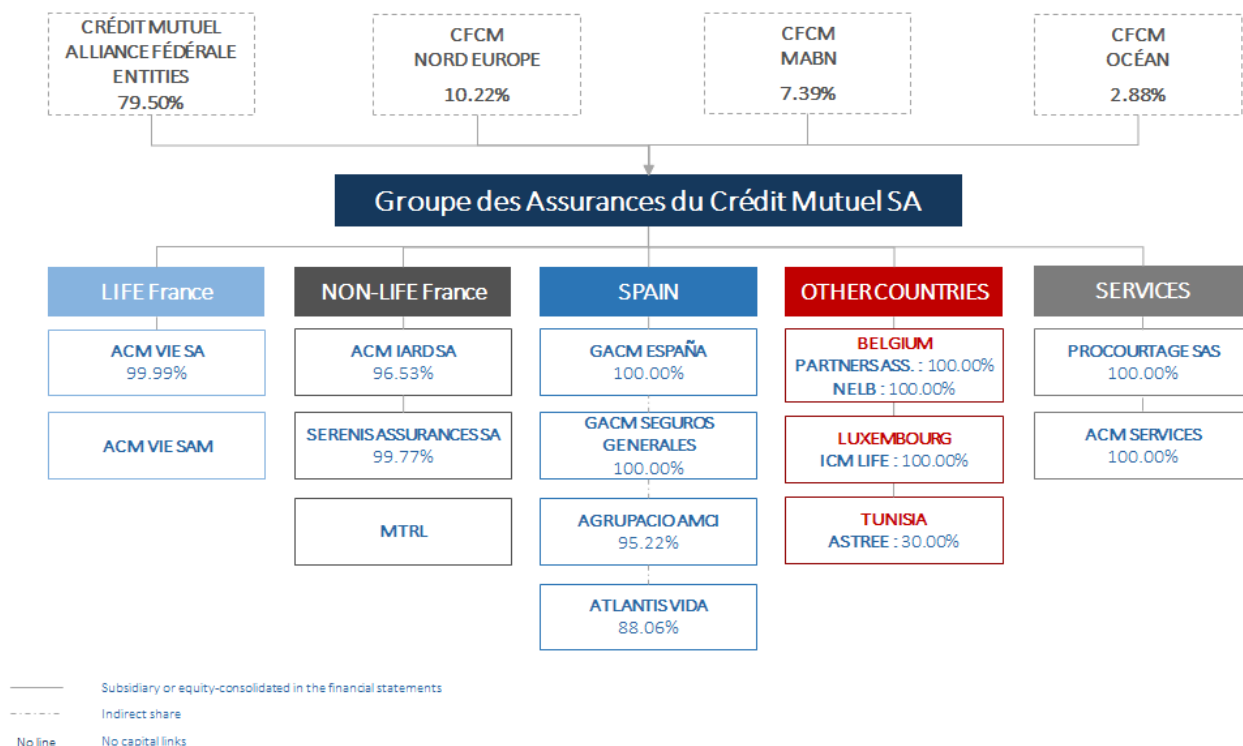 CRÉDIT MUTUEL
ALLIANCE FÉDÉRALE
ENTITIES
79.50%
CFCM
NORD EUROPE
10.22%
CFCM
MABN
7.39%
CFCM
OCÉAN
2.88%
Groupe des Assurances du Crédit Mutuel SA
LIFE France
ACM VIE SA
99.99%
ACM VIE SAM
NON-LIFE France
ACM IARD SA
96.53%
SERENIS ASSURANCES SA
99.77%
MTRL
SPAIN
GACM ESPAÑA
100.00%
GACM SEGUROS
GENERALES
100.00%
AGRUPACIO AMCI
95.22%
ATLANTIS VIDA
88.06%
OTHER COUNTRIES
BELGIUM
PARTNERS ASS. : 100.00%
NELB : 100.00%
LUXEMBOURG
ICM LIFE : 100.00%
TUNISIA
ASTREE : 30.00%
SERVICES
PROCOURTAGE SAS
100.00%
ACM SERVICES
100.00%
Subsidiary or equity-consolidated in the financial statements
Indirect share
No line No capital links